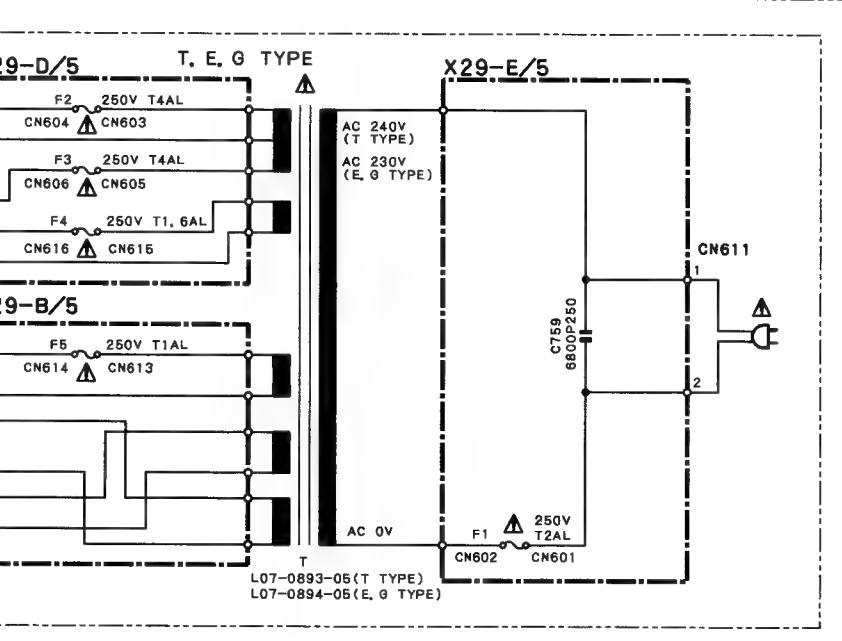 T. E. G TYPE
29-D/5
X29-E/5
F2 250V T4AL
CN604 CN603
F3 250V T4AL
CN606 CN605
F4 250V T1.6AL
CN616 CN615
AC 240V
(T TYPE)
AC 230V
(E. G TYPE)
CN611
1
2
C759
6800P250
29-B/5
F5 250V T1AL
CN614 CN613
AC 0V
F1 250V
T2AL
CN602 CN601
T
L07-0893-05(T TYPE)
L07-0894-05(E. G TYPE)